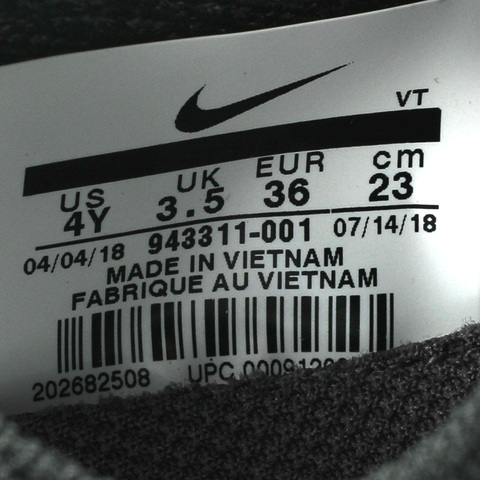 VT
US UK EUR cm
4Y 3.5 36 23
04/04/18 943311-001 07/14/18
MADE IN VIETNAM
FABRIQUE AU VIETNAM
202682508 UPC